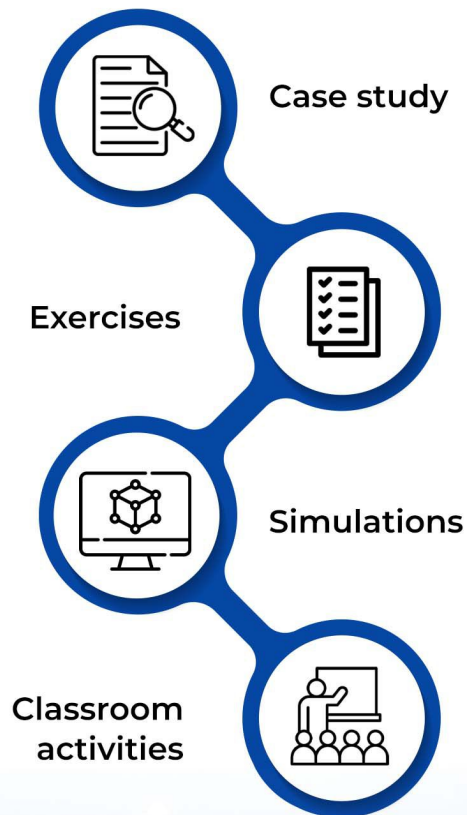 Case study
Exercises
Simulations
Classroom
activities